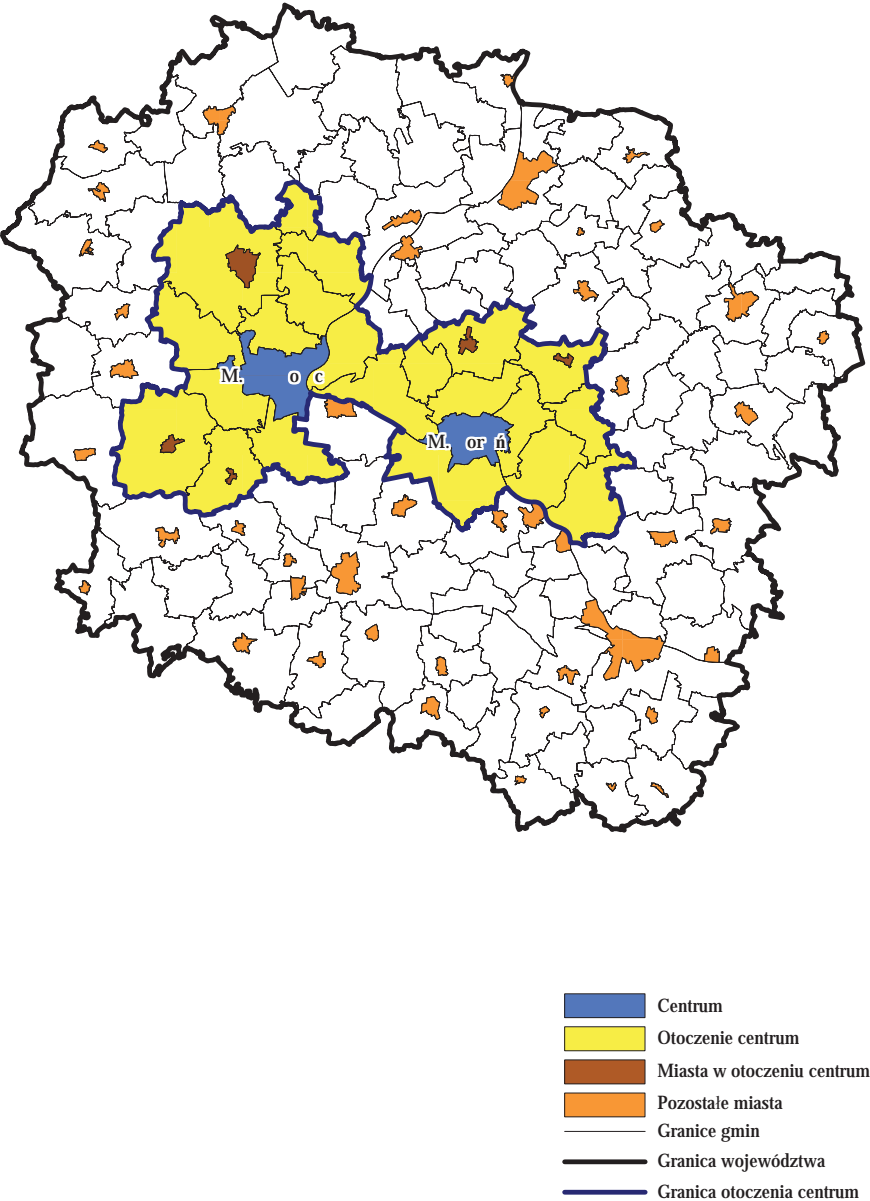 M. o c
M. or ń
Centrum
Otoczenie centrum
Miasta w otoczeniu centrum
Pozostałe miasta
Granice gmin
Granica województwa
Granica otoczenia centrum